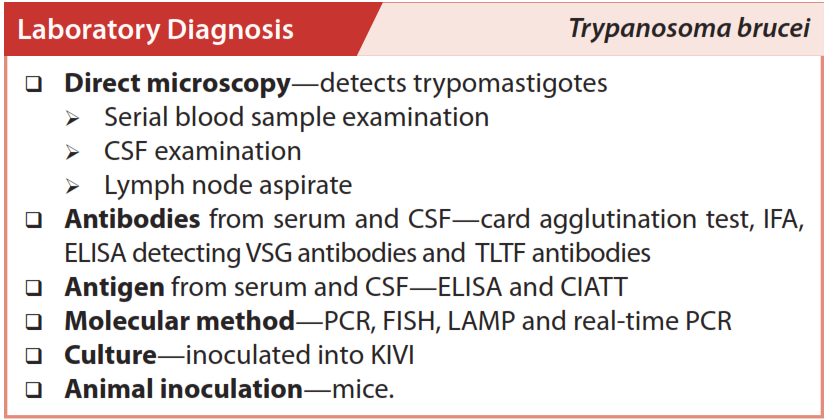 Laboratory Diagnosis
Trypanosoma brucei
❑ Direct microscopy—detects trypomastigotes
➢ Serial blood sample examination
➢ CSF examination
➢ Lymph node aspirate
❑ Antibodies from serum and CSF—card agglutination test, IFA,
ELISA detecting VSG antibodies and TLTF antibodies
❑ Antigen from serum and CSF—ELISA and CIATT
❑ Molecular method—PCR, FISH, LAMP and real-time PCR
❑ Culture—inoculated into KIVI
❑ Animal inoculation—mice.